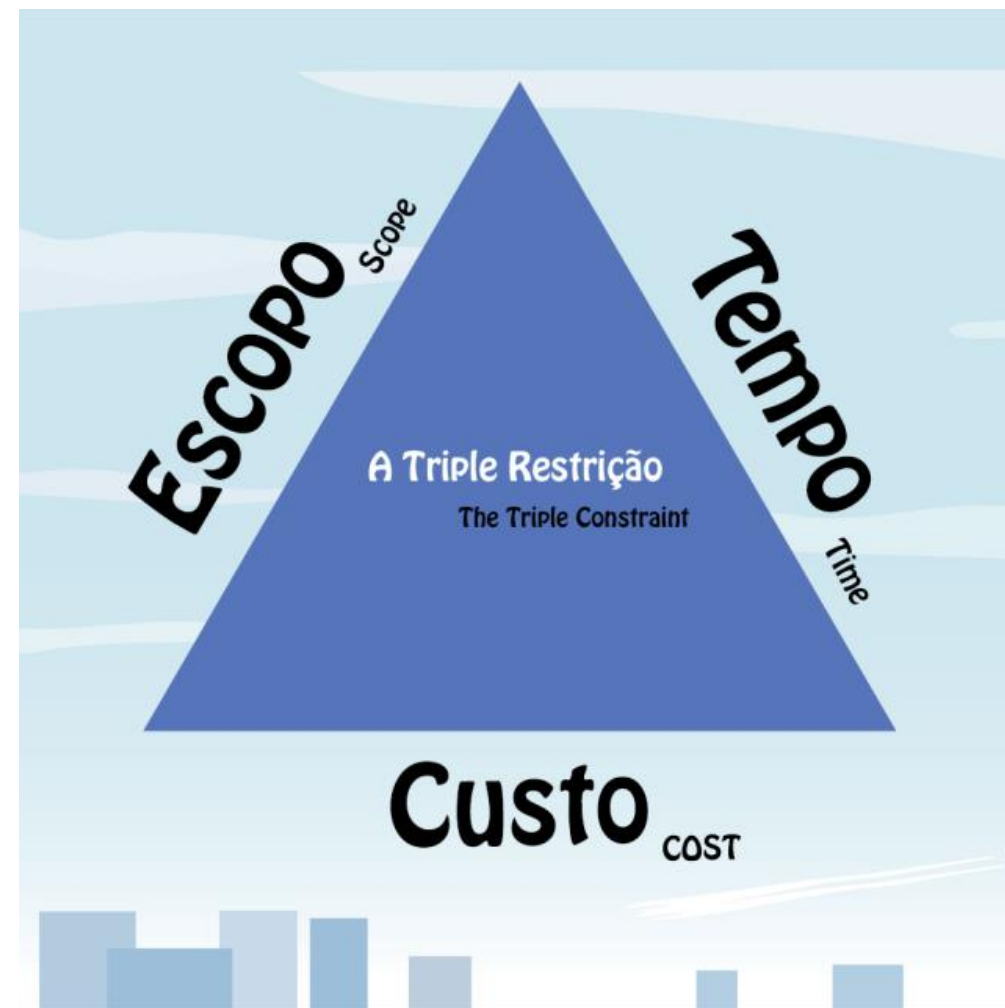 Escopo
Scope
Tempo
Time
A Triple Restrição
The Triple Constraint
Custo
COST